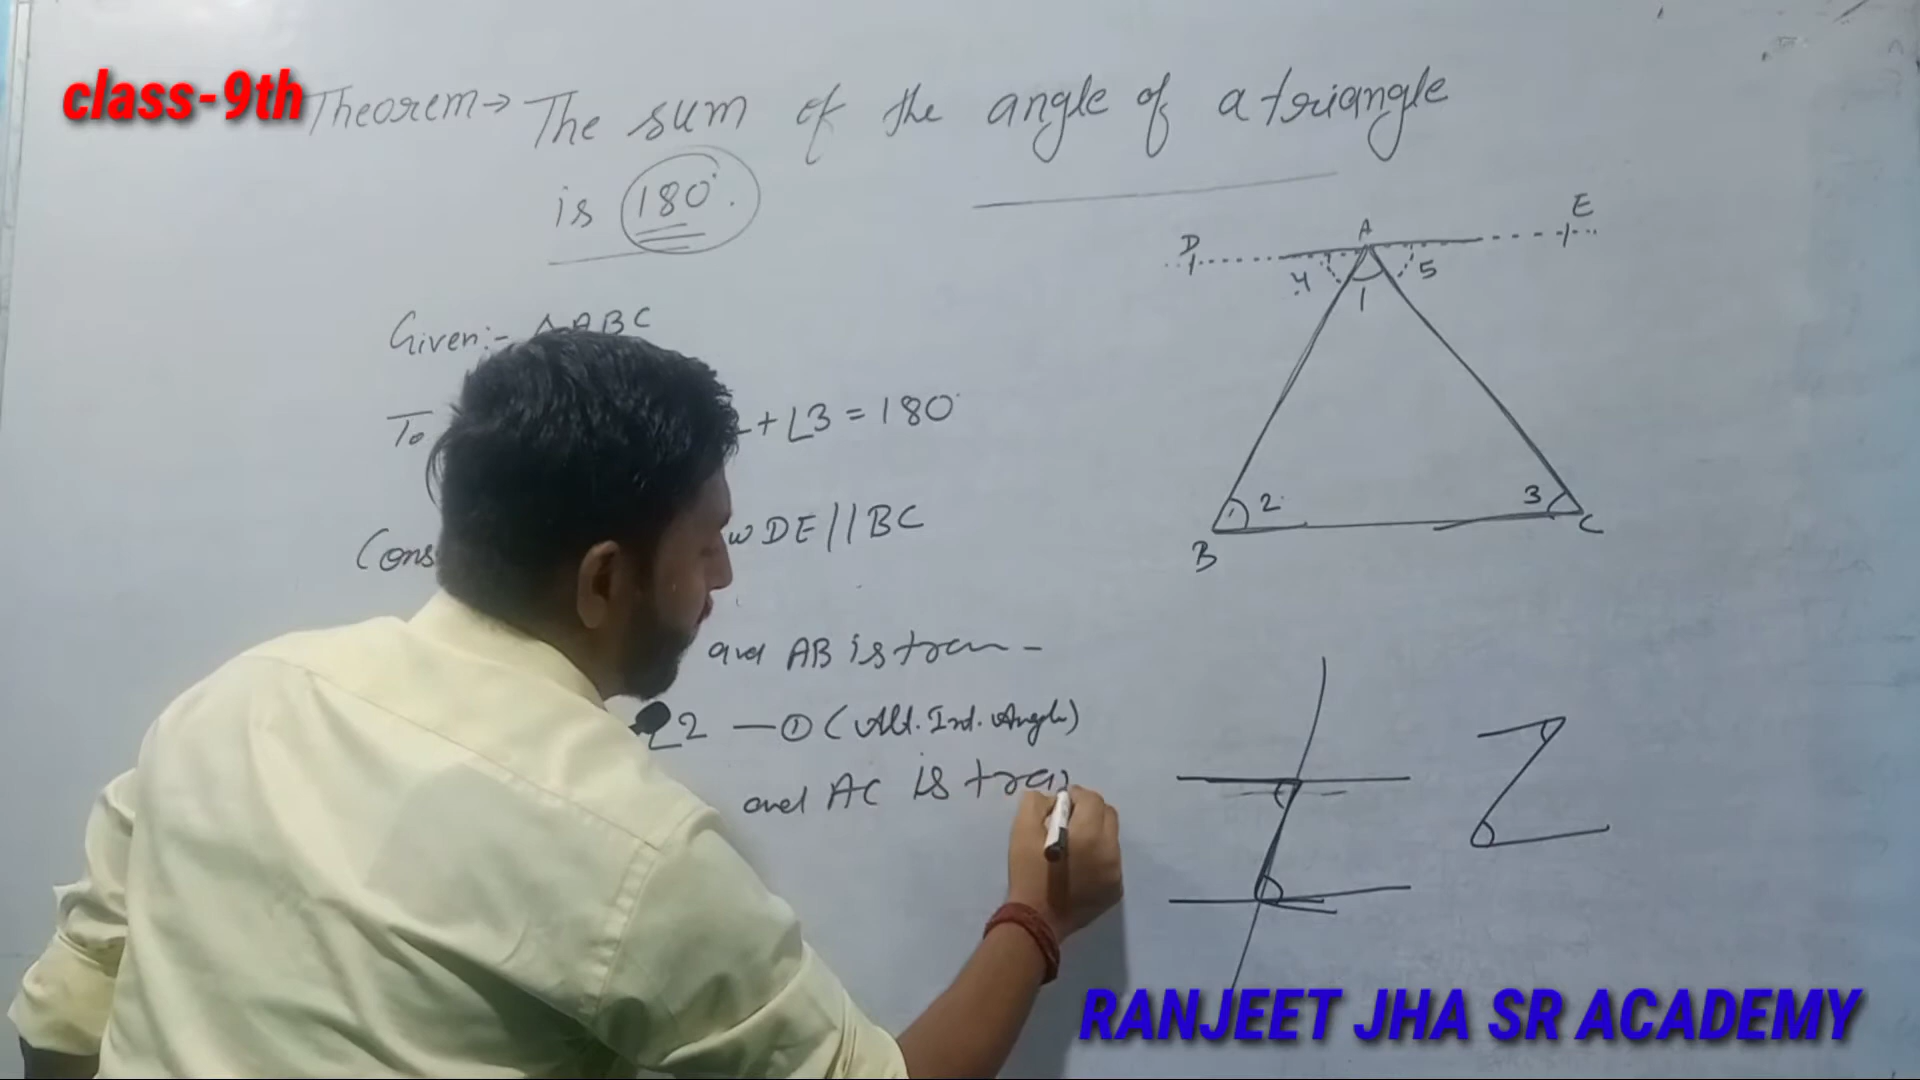 class-9th
Theorem→ The sum of the angle of a triangle
is 180°.
Given:- ABC
To + ∠3 = 180°
Cons DE // BC
and AB is tran -
∠2 — ① (Alt. Int. Angle)
and AC is tra
D A E
4 1 5
2 3
B C
RANJEET JHA SR ACADEMY